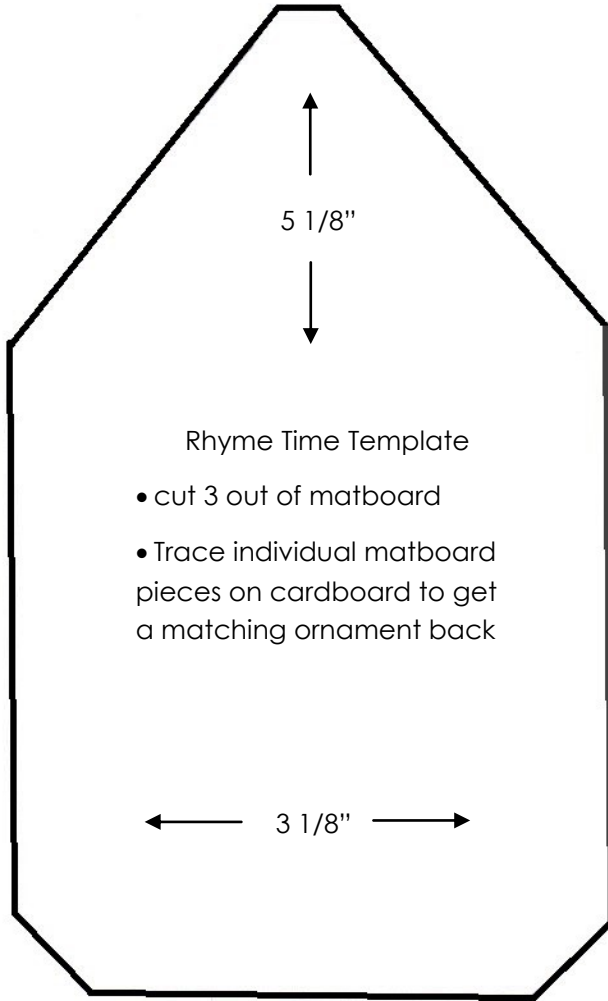 5 1/8”
Rhyme Time Template
• cut 3 out of matboard
• Trace individual matboard
pieces on cardboard to get
a matching ornament back
3 1/8”